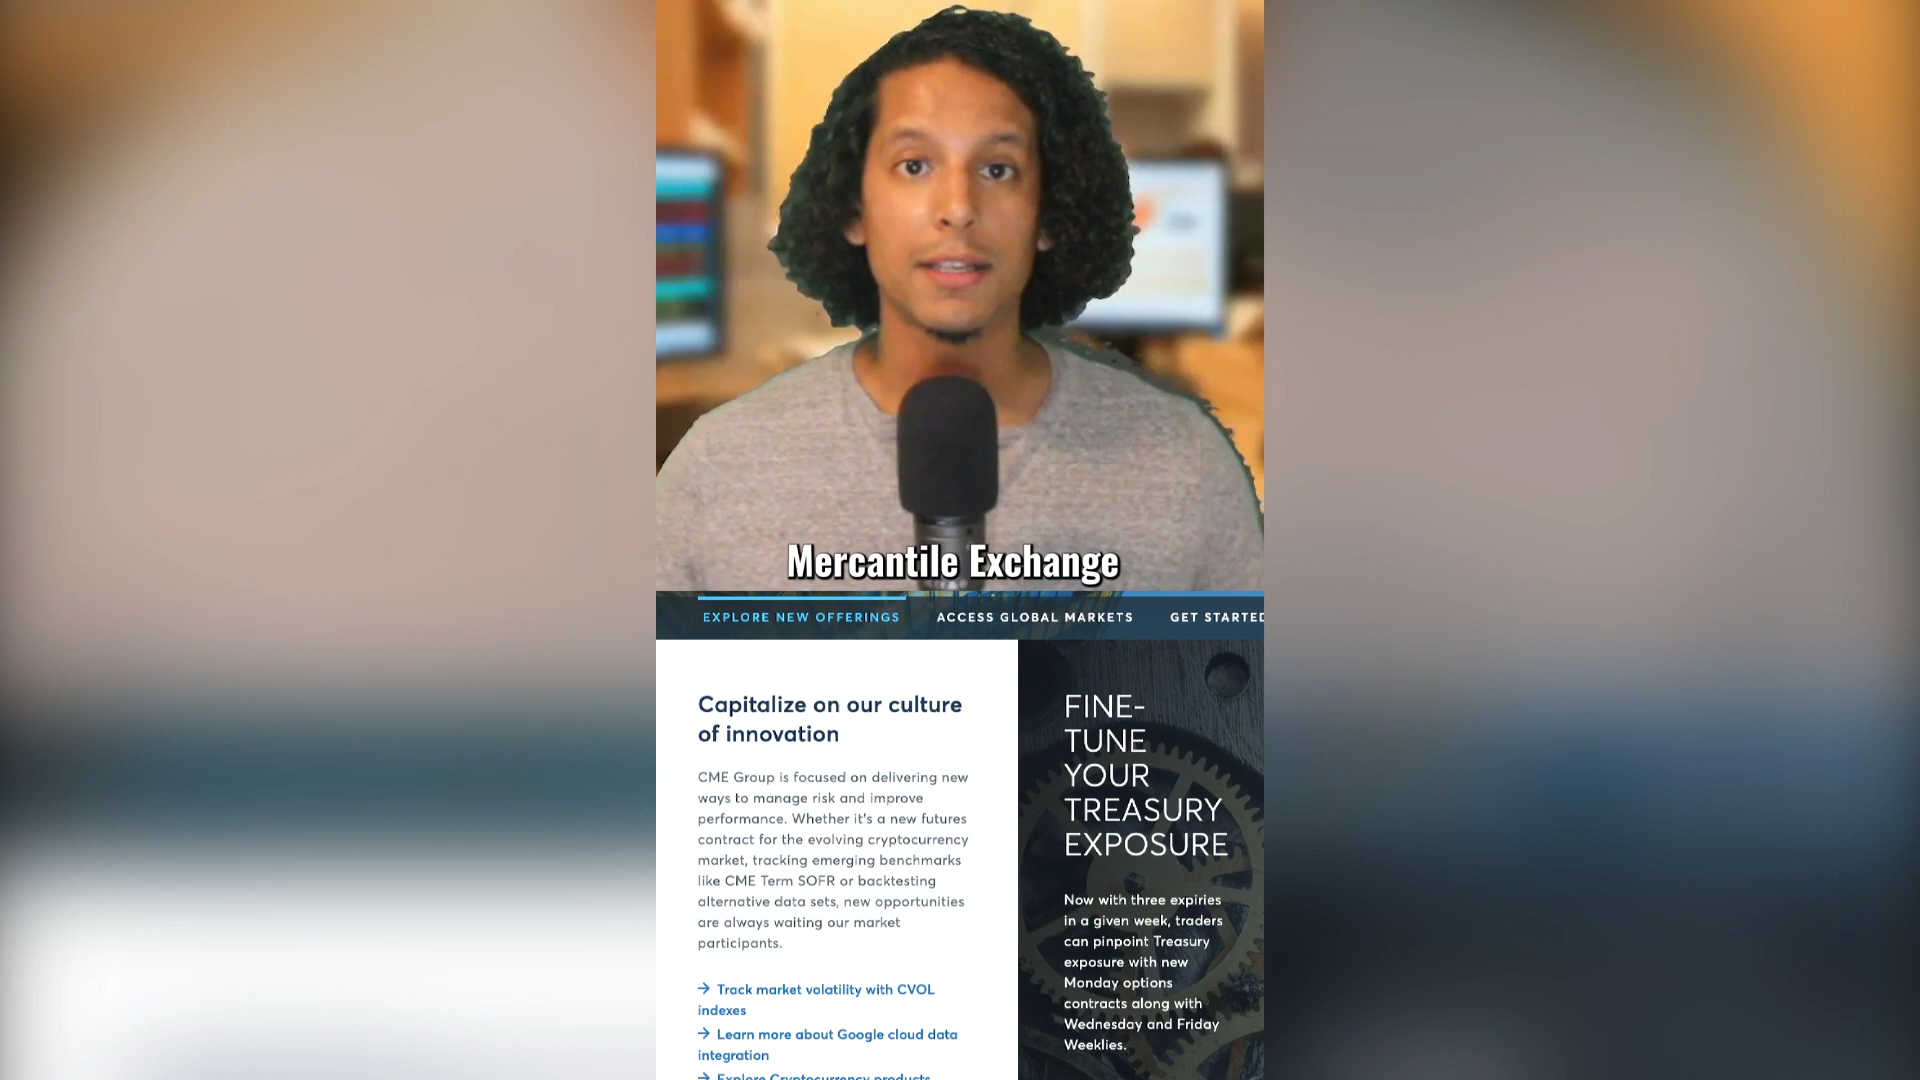 Mercantile Exchange
EXPLORE NEW OFFERINGS
ACCESS GLOBAL MARKETS
GET STARTED
Capitalize on our culture
of innovation
CME Group is focused on delivering new
ways to manage risk and improve
performance. Whether it's a new futures
contract for the evolving cryptocurrency
market, tracking emerging benchmarks
like CME Term SOFR or backtesting
alternative data sets, new opportunities
are always waiting our market
participants.
→ Track market volatility with CVOL
indexes
→ Learn more about Google cloud data
integration
→ Explore Cryptocurrency products
FINE-
TUNE
YOUR
TREASURY
EXPOSURE
Now with three expiries
in a given week, traders
can pinpoint Treasury
exposure with new
Monday options
contracts along with
Wednesday and Friday
Weeklies.